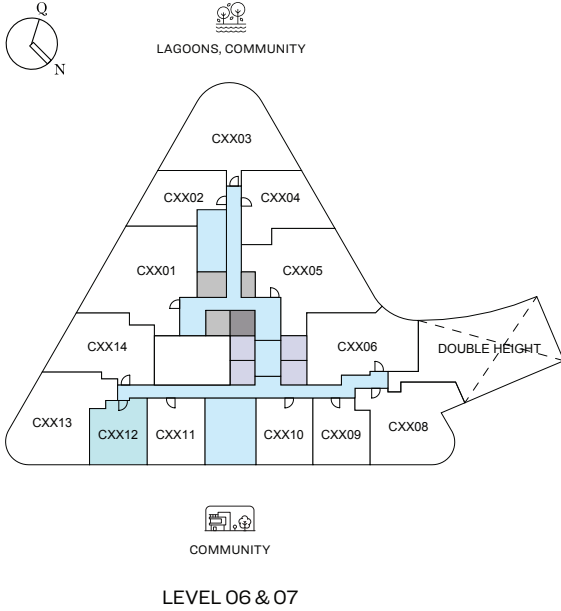 Q
N
LAGOONS, COMMUNITY
CXX03
CXX02
CXX04
CXX01
CXX05
CXX14
CXX06
DOUBLE HEIGHT
CXX13
CXX12
CXX11
CXX10
CXX09
CXX08
COMMUNITY
LEVEL 06 & 07